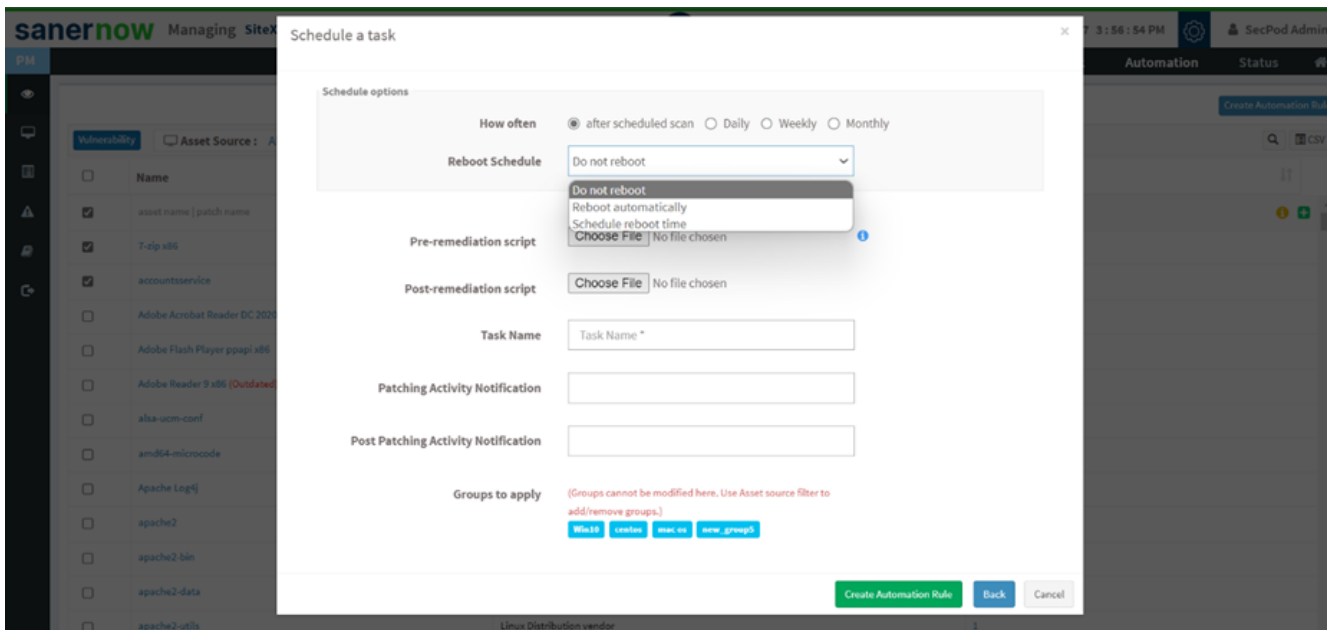 sanernow Managing SiteX
7 3:56:54 PM SecPod Admin
PM
Automation Status
Create Automation Rul
Vulnerability Asset Source : A
CSV
Name
asset name | patch name
7-zip x86
accountsservice
Adobe Acrobat Reader DC 2020
Adobe Flash Player ppapi x86
Adobe Reader 9 x86 (Outdated)
alsa-ucm-conf
amd64-microcode
Apache Log4j
apache2
apache2-bin
apache2-data
apache2-utils Linux Distribution vendor 1
Schedule a task ×
Schedule options
How often after scheduled scan Daily Weekly Monthly
Reboot Schedule Do not reboot
Do not reboot
Reboot automatically
Schedule reboot time
Pre-remediation script Choose File No file chosen
Post-remediation script Choose File No file chosen
Task Name Task Name *
Patching Activity Notification
Post Patching Activity Notification
Groups to apply (Groups cannot be modified here. Use Asset source filter to
add/remove groups.)
Win10 centos mac os new_group5
Create Automation Rule Back Cancel